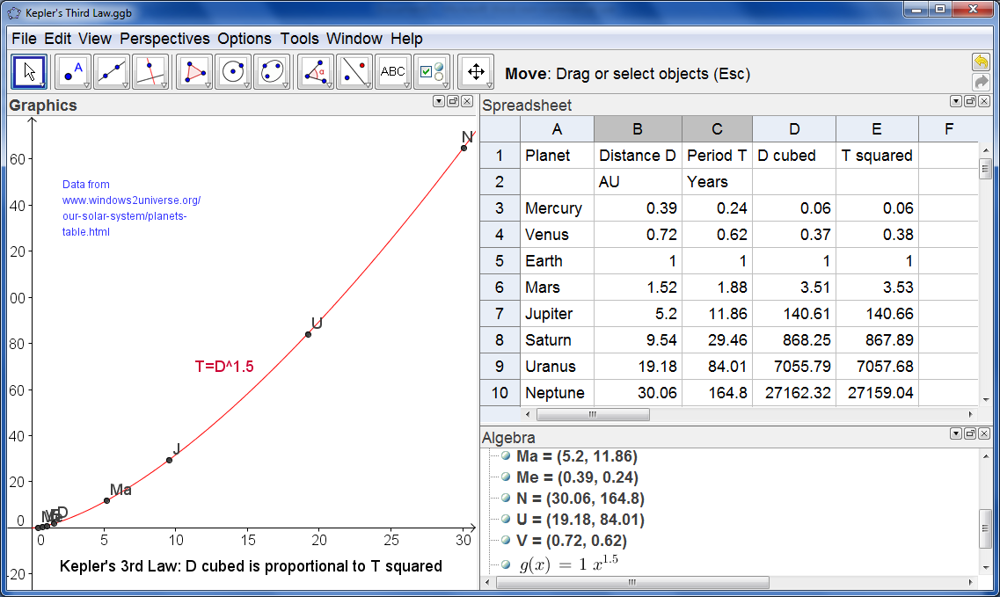 Kepler's Third Law.ggb
File Edit View Perspectives Options Tools Window Help
A
ABC
Move: Drag or select objects (Esc)
Graphics
Data from
www.windows2universe.org/
our-solar-system/planets-
table.html
N
U
T=D^1.5
J
Ma
D
60
40
20
00
80
60
40
20
0
20
0 5 10 15 20 25 30
Kepler's 3rd Law: D cubed is proportional to T squared
Spreadsheet
A B C D E F
1 Planet Distance D Period T D cubed T squared
2 AU Years
3 Mercury 0.39 0.24 0.06 0.06
4 Venus 0.72 0.62 0.37 0.38
5 Earth 1 1 1 1
6 Mars 1.52 1.88 3.51 3.53
7 Jupiter 5.2 11.86 140.61 140.66
8 Saturn 9.54 29.46 868.25 867.89
9 Uranus 19.18 84.01 7055.79 7057.68
10 Neptune 30.06 164.8 27162.32 27159.04
Algebra
Ma = (5.2, 11.86)
Me = (0.39, 0.24)
N = (30.06, 164.8)
U = (19.18, 84.01)
V = (0.72, 0.62)
g(x) = 1 x^1.5